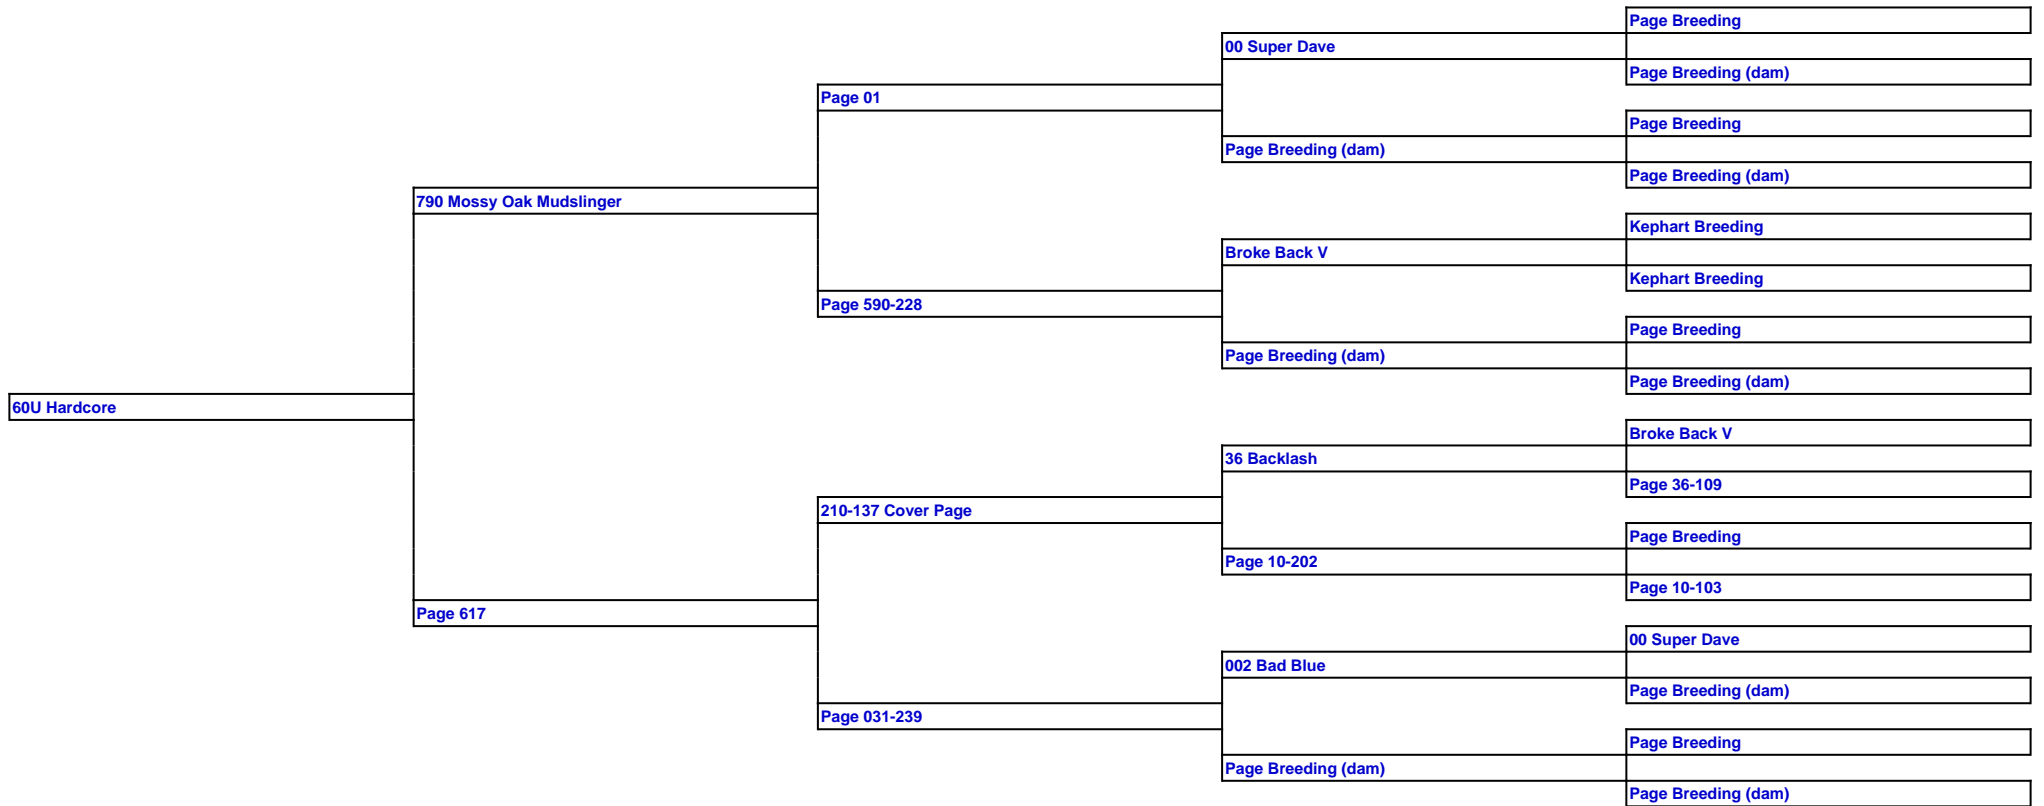 Page Breeding
00 Super Dave
Page Breeding (dam)
Page 01
Page Breeding
Page Breeding (dam)
Page Breeding (dam)
790 Mossy Oak Mudslinger
Kephart Breeding
Broke Back V
Kephart Breeding
Page 590-228
Page Breeding
Page Breeding (dam)
Page Breeding (dam)
60U Hardcore
Broke Back V
36 Backlash
Page 36-109
210-137 Cover Page
Page Breeding
Page 10-202
Page 10-103
Page 617
00 Super Dave
002 Bad Blue
Page Breeding (dam)
Page 031-239
Page Breeding
Page Breeding (dam)
Page Breeding (dam)